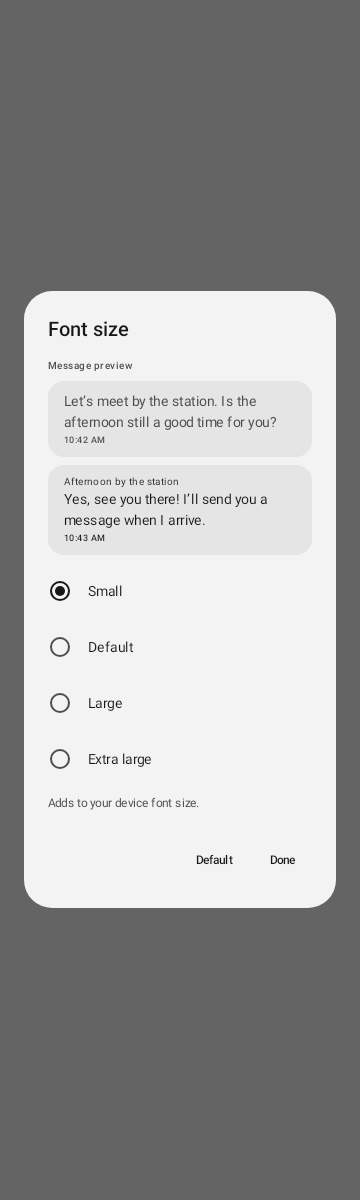 Font size
Message preview
Let’s meet by the station. Is the
afternoon still a good time for you?
10:42 AM
Afternoon by the station
Yes, see you there! I’ll send you a
message when I arrive.
10:43 AM
Small
Default
Large
Extra large
Adds to your device font size.
Default
Done